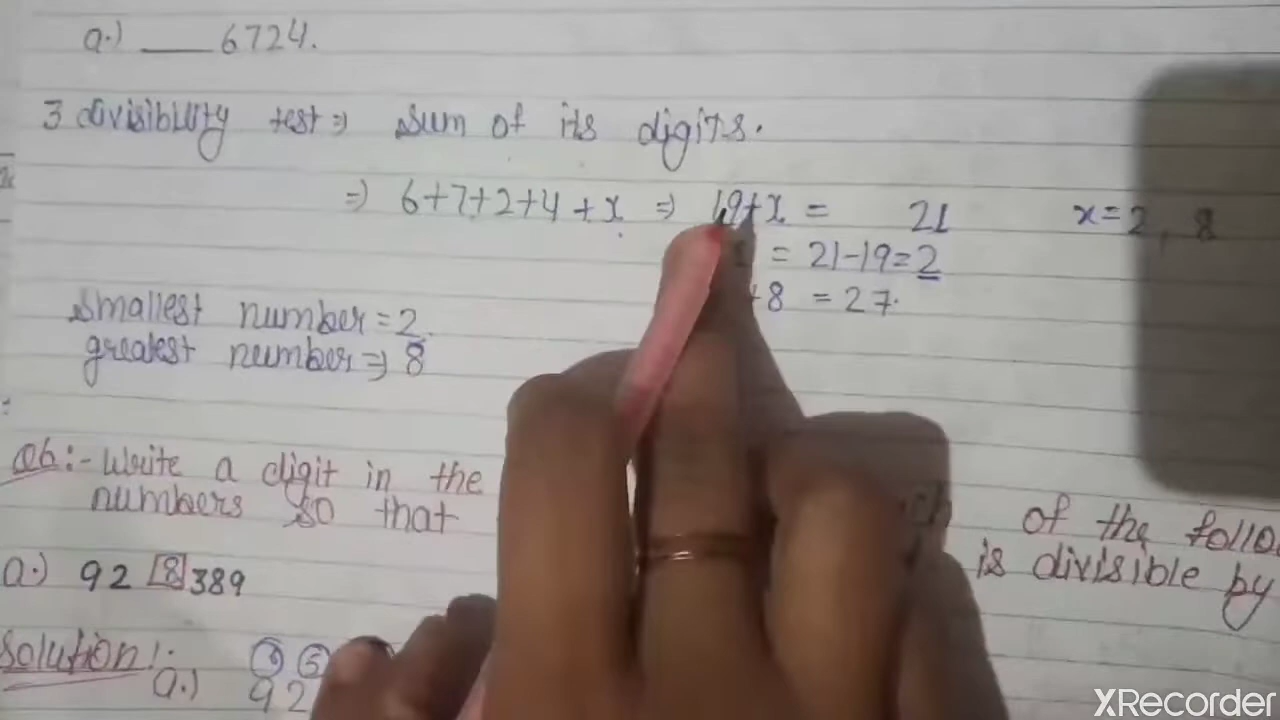 a.) ___ 6724.
3 divisibility test ⇒ sum of its digits.
⇒ 6+7+2+4+x ⇒ 19+x = 21 x=2, 8
= 21-19=2
+8 = 27.
smallest number = 2.
greatest number ⇒ 8
Q6:- Write a digit in the of the follo
numbers so that is divisible by
a.) 92 8 389
Solution:
a.) 92
XRecorder